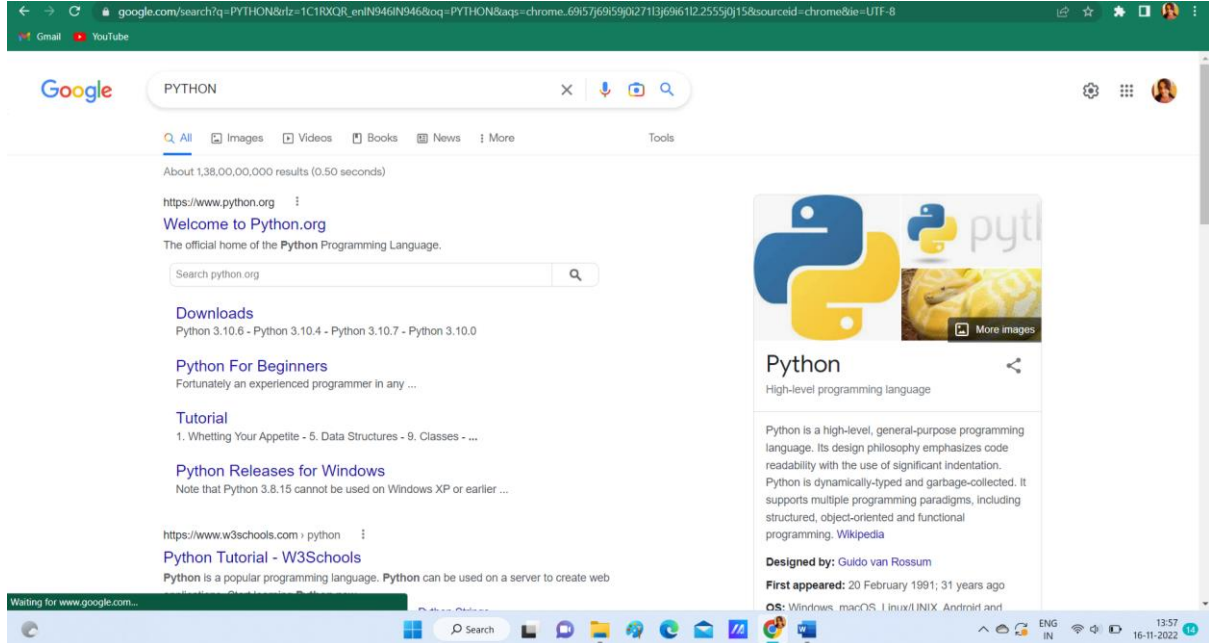 google.com/search?q=PYTHON&rlz=1C1RXQR_enIN946IN946&oq=PYTHON&aqs=chrome..69i57j69i59j0i271l3j69i61l2.2555j0j15&sourceid=chrome&ie=UTF-8
Gmail YouTube
Google
PYTHON
All Images Videos Books News More Tools
About 1,38,00,00,000 results (0.50 seconds)
https://www.python.org
Welcome to Python.org
The official home of the Python Programming Language.
Search python.org
Downloads
Python 3.10.6 - Python 3.10.4 - Python 3.10.7 - Python 3.10.0
Python For Beginners
Fortunately an experienced programmer in any ...
Tutorial
1. Whetting Your Appetite - 5. Data Structures - 9. Classes - ...
Python Releases for Windows
Note that Python 3.8.15 cannot be used on Windows XP or earlier ...
https://www.w3schools.com › python
Python Tutorial - W3Schools
Python is a popular programming language. Python can be used on a server to create web
pyth
More images
Python
High-level programming language
Python is a high-level, general-purpose programming
language. Its design philosophy emphasizes code
readability with the use of significant indentation.
Python is dynamically-typed and garbage-collected. It
supports multiple programming paradigms, including
structured, object-oriented and functional
programming. Wikipedia
Designed by: Guido van Rossum
First appeared: 20 February 1991; 31 years ago
OS: Windows, macOS, Linux/UNIX, Android and
Waiting for www.google.com...
Search
ENG
IN
13:57
16-11-2022
14